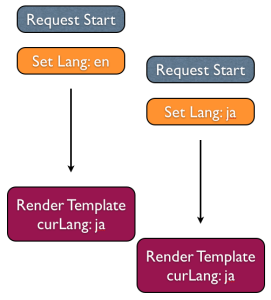 Request Start
Set Lang: en
Render Template
curLang: ja
Request Start
Set Lang: ja
Render Template
curLang: ja